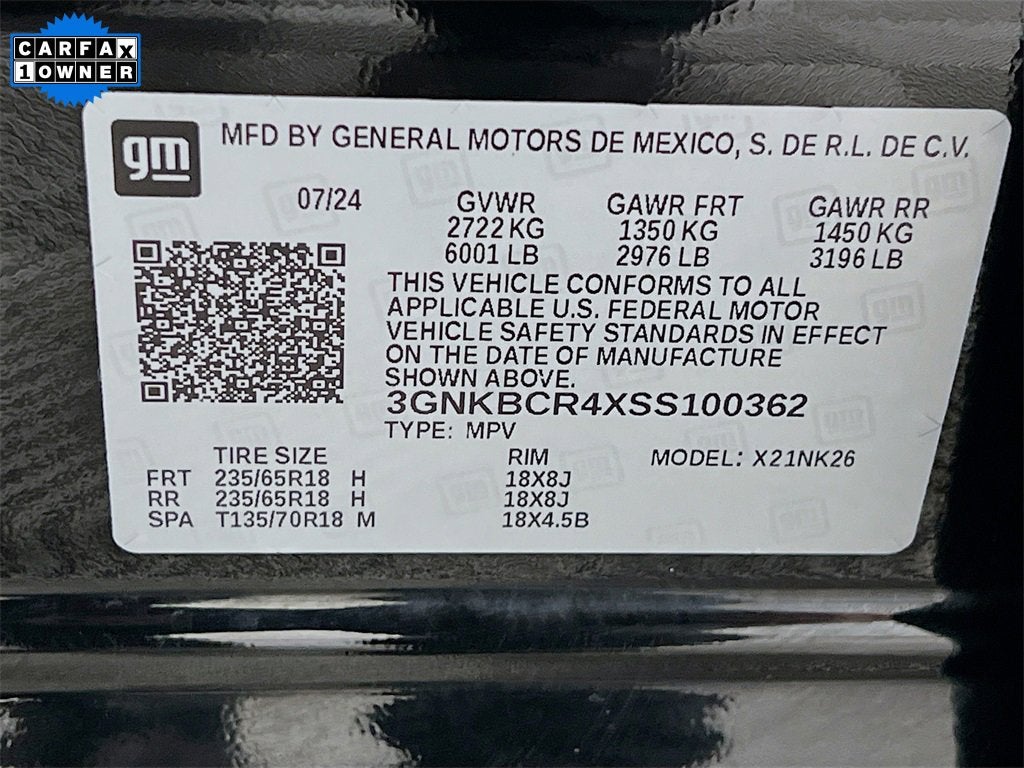 CARFAX
1 OWNER
gm
MFD BY GENERAL MOTORS DE MEXICO, S. DE R.L. DE C.V.
07/24
GVWR GAWR FRT GAWR RR
2722 KG 1350 KG 1450 KG
6001 LB 2976 LB 3196 LB
THIS VEHICLE CONFORMS TO ALL
APPLICABLE U.S. FEDERAL MOTOR
VEHICLE SAFETY STANDARDS IN EFFECT
ON THE DATE OF MANUFACTURE
SHOWN ABOVE.
3GNKBCR4XSS100362
TYPE: MPV
TIRE SIZE RIM MODEL: X21NK26
FRT 235/65R18 H 18X8J
RR 235/65R18 H 18X8J
SPA T135/70R18 M 18X4.5B